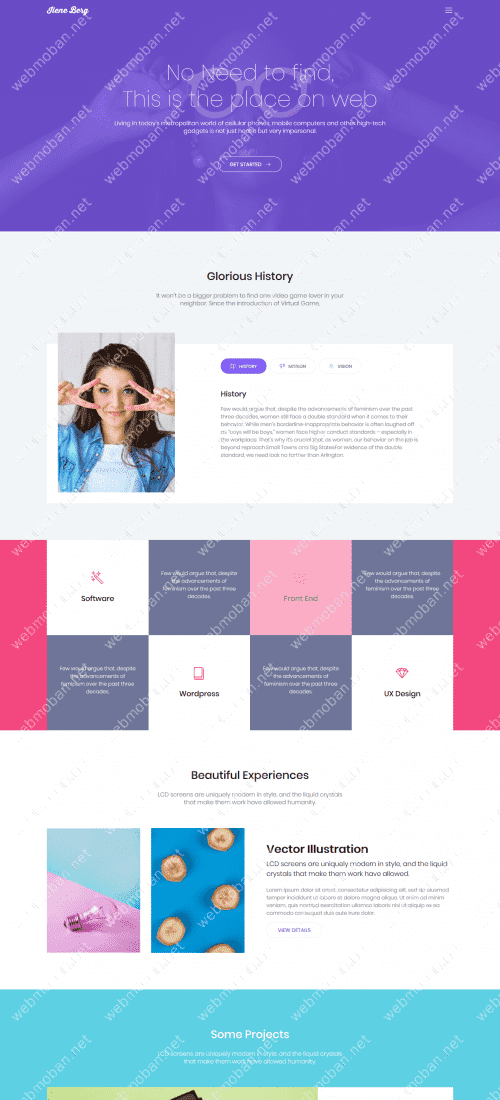 Ilene Berg
No Need to find,
This is the place on web
Living in today's metropolitan world of cellular phones, mobile computers and other high-tech
gadgets is not just hectic but very impersonal.
GET STARTED →
Glorious History
It won't be a bigger problem to find one video game lover in your
neighbor. Since the introduction of Virtual Game,
HISTORY
MISSION
VISION
History
Few would argue that, despite the advancements of feminism over the past
three decades, women still face a double standard when it comes to their
behavior. While men's borderline-inappropriate behavior is often laughed off
as "boys will be boys," women face higher conduct standards – especially in
the workplace. That's why it's crucial that, as women, our behavior on the job is
beyond reproach. Small Towns and Big States For evidence of the double
standard, we need look no further than Arlington.
Software
Few would argue that, despite
the advancements of
feminism over the past three
decades.
Front End
Few would argue that, despite
the advancements of
feminism over the past three
decades.
Few would argue that, despite
the advancements of
feminism over the past three
decades.
Wordpress
Few would argue that, despite
the advancements of
feminism over the past three
decades.
UX Design
Beautiful Experiences
LCD screens are uniquely modern in style, and the liquid crystals
that make them work have allowed humanity.
Vector Illustration
LCD screens are uniquely modern in style, and the liquid
crystals that make them work have allowed.
Lorem ipsum dolor sit amet, consectetur adipisicing elit, sed do eiusmod
tempor incididunt ut labore et dolore magna aliqua. Ut enim ad minim
veniam, quis nostrud exercitation ullamco laboris nisi ut aliquip ex ea
commodo consequat duis aute irure dolor.
VIEW DETAILS
Some Projects
LCD screens are uniquely modern in style, and the liquid crystals
that make them work have allowed humanity.
webmoban.net